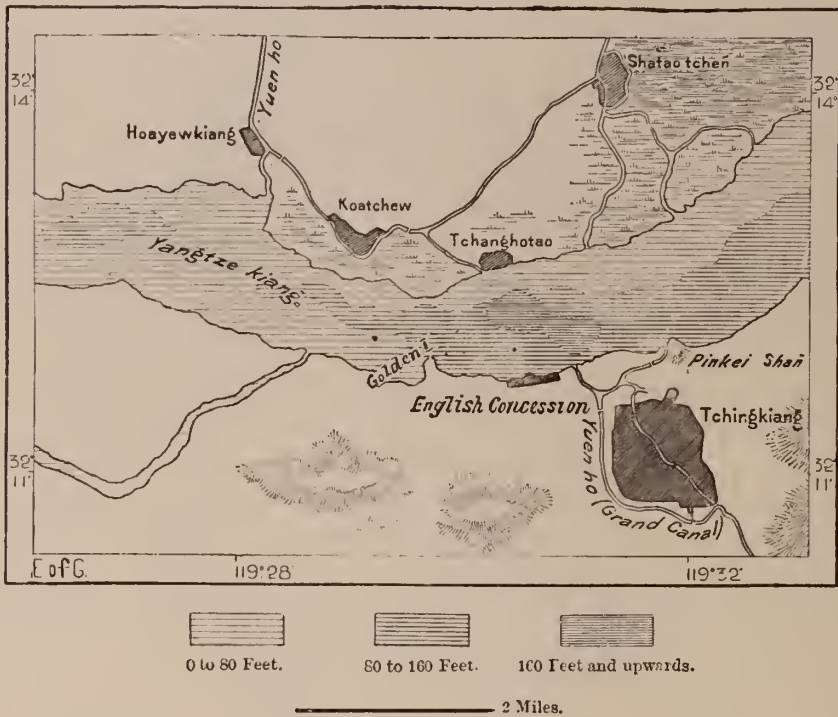 Yuen ho
Shatao tchen
32°
14'
32'
14°
Hoayewkiang
Koatchew
Tchanghotao
Yangtze kiang.
Golden I
Pinkei Shan
English Concession
Tchingkiang
32°
11'
32°
11'
Yuen ho (Grand Canal)
E of G.
119°28
119°32'
0 to 80 Feet.
80 to 160 Feet.
160 Feet and upwards.
2 Miles.